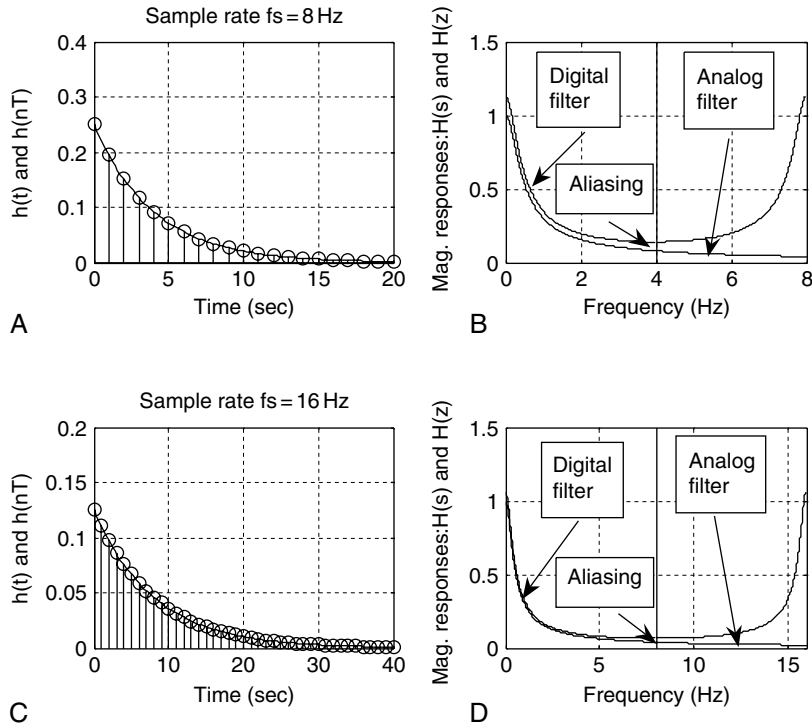 Sample rate fs = 8 Hz
h(t) and h(nT)
0.4
0.3
0.2
0.1
0
0
5
10
15
20
Time (sec)
A
Mag. responses:H(s) and H(z)
1.5
1
0.5
0
Digital
filter
Analog
filter
Aliasing
0
2
4
6
8
Frequency (Hz)
B
Sample rate fs = 16 Hz
h(t) and h(nT)
0.2
0.15
0.1
0.05
0
0
10
20
30
40
Time (sec)
C
Mag. responses:H(s) and H(z)
1.5
1
0.5
0
Digital
filter
Analog
filter
Aliasing
0
5
10
15
Frequency (Hz)
D